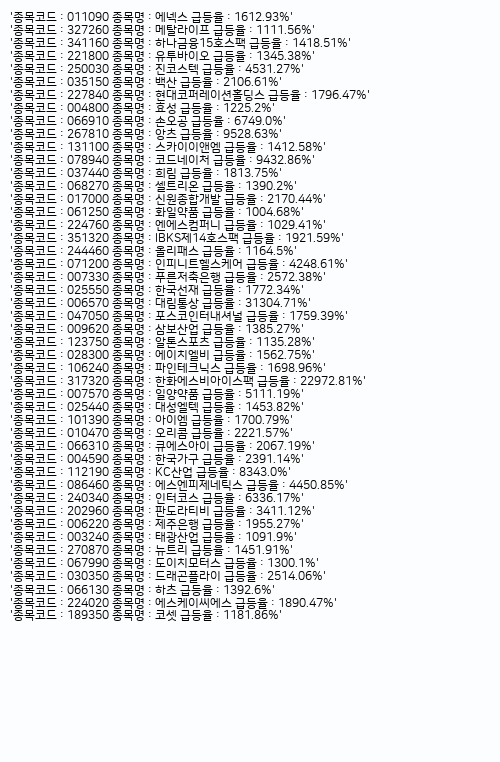 '종목코드 : 011090 종목명 : 에넥스 급등율 : 1612.93%'
'종목코드 : 327260 종목명 : 메탈라이프 급등율 : 1111.56%'
'종목코드 : 341160 종목명 : 하나금융15호스팩 급등율 : 1418.51%'
'종목코드 : 221800 종목명 : 유투바이오 급등율 : 1345.38%'
'종목코드 : 250030 종목명 : 진코스텍 급등율 : 4531.27%'
'종목코드 : 035150 종목명 : 백산 급등율 : 2106.61%'
'종목코드 : 227840 종목명 : 현대코퍼레이션홀딩스 급등율 : 1796.47%'
'종목코드 : 004800 종목명 : 효성 급등율 : 1225.2%'
'종목코드 : 066910 종목명 : 손오공 급등율 : 6749.0%'
'종목코드 : 267810 종목명 : 앙츠 급등율 : 9528.63%'
'종목코드 : 131100 종목명 : 스카이이앤엠 급등율 : 1412.58%'
'종목코드 : 078940 종목명 : 코드네이처 급등율 : 9432.86%'
'종목코드 : 037440 종목명 : 희림 급등율 : 1813.75%'
'종목코드 : 068270 종목명 : 셀트리온 급등율 : 1390.2%'
'종목코드 : 017000 종목명 : 신원종합개발 급등율 : 2170.44%'
'종목코드 : 061250 종목명 : 화일약품 급등율 : 1004.68%'
'종목코드 : 224760 종목명 : 엔에스컴퍼니 급등율 : 1029.41%'
'종목코드 : 351320 종목명 : IBKS제14호스팩 급등율 : 1921.59%'
'종목코드 : 244460 종목명 : 올리패스 급등율 : 1164.5%'
'종목코드 : 071200 종목명 : 인피니트헬스케어 급등율 : 4248.61%'
'종목코드 : 007330 종목명 : 푸른저축은행 급등율 : 2572.38%'
'종목코드 : 025550 종목명 : 한국선재 급등율 : 1772.34%'
'종목코드 : 006570 종목명 : 대림통상 급등율 : 31304.71%'
'종목코드 : 047050 종목명 : 포스코인터내셔널 급등율 : 1759.39%'
'종목코드 : 009620 종목명 : 삼보산업 급등율 : 1385.27%'
'종목코드 : 123750 종목명 : 알톤스포츠 급등율 : 1135.28%'
'종목코드 : 028300 종목명 : 에이치엘비 급등율 : 1562.75%'
'종목코드 : 106240 종목명 : 파인테크닉스 급등율 : 1698.96%'
'종목코드 : 317320 종목명 : 한화에스비아이스팩 급등율 : 22972.81%'
'종목코드 : 007570 종목명 : 일양약품 급등율 : 5111.19%'
'종목코드 : 025440 종목명 : 대성엘텍 급등율 : 1453.82%'
'종목코드 : 101390 종목명 : 아이엠 급등율 : 1700.79%'
'종목코드 : 010470 종목명 : 오리콤 급등율 : 2221.57%'
'종목코드 : 066310 종목명 : 큐에스아이 급등율 : 2067.19%'
'종목코드 : 004590 종목명 : 한국가구 급등율 : 2391.14%'
'종목코드 : 112190 종목명 : KC산업 급등율 : 8343.0%'
'종목코드 : 086460 종목명 : 에스엔피제네틱스 급등율 : 4450.85%'
'종목코드 : 240340 종목명 : 인터코스 급등율 : 6336.17%'
'종목코드 : 202960 종목명 : 판도라티비 급등율 : 3411.12%'
'종목코드 : 006220 종목명 : 제주은행 급등율 : 1955.27%'
'종목코드 : 003240 종목명 : 태광산업 급등율 : 1091.9%'
'종목코드 : 270870 종목명 : 뉴트리 급등율 : 1451.91%'
'종목코드 : 067990 종목명 : 도이치모터스 급등율 : 1300.1%'
'종목코드 : 030350 종목명 : 드래곤플라이 급등율 : 2514.06%'
'종목코드 : 066130 종목명 : 하츠 급등율 : 1392.6%'
'종목코드 : 224020 종목명 : 에스케이씨에스 급등율 : 1890.47%'
'종목코드 : 189350 종목명 : 코셋 급등율 : 1181.86%'